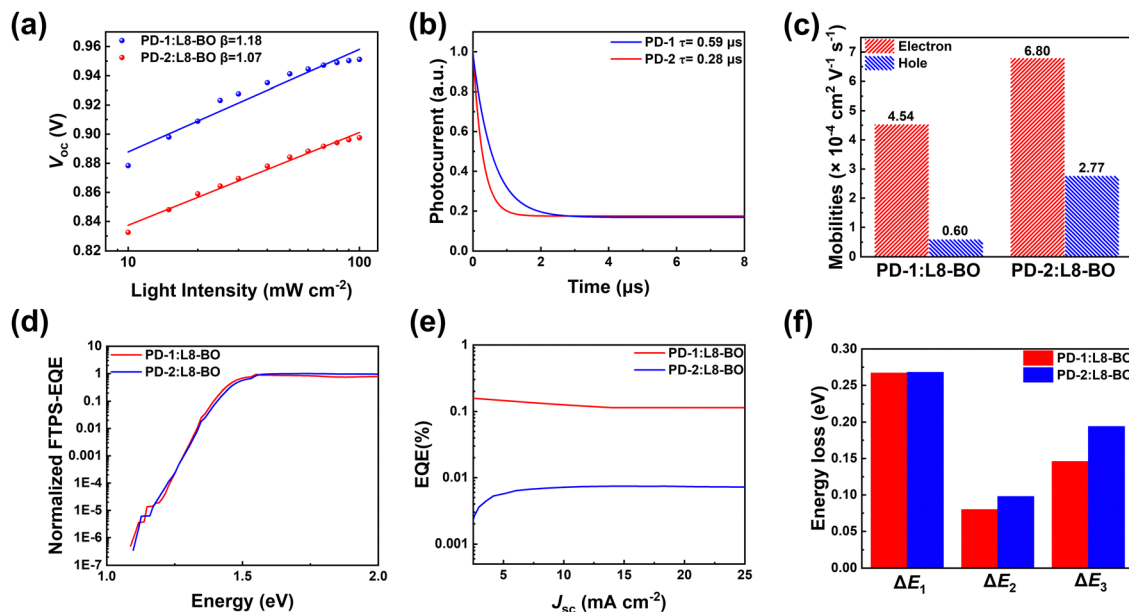 (a)
PD-1:L8-BO β=1.18
PD-2:L8-BO β=1.07
0.96
0.94
0.92
0.90
0.88
0.86
0.84
0.82
Voc (V)
10
100
Light Intensity (mW cm-2)
(b)
PD-1 τ= 0.59 μs
PD-2 τ= 0.28 μs
1.0
0.8
0.6
0.4
0.2
0.0
Photocurrent (a.u.)
0 2 4 6 8
Time (μs)
(c)
Electron
Hole
7
6
5
4
3
2
1
0
Mobilities (× 10-4 cm2 V-1 s-1)
4.54
0.60
6.80
2.77
PD-1:L8-BO PD-2:L8-BO
(d)
PD-1:L8-BO
PD-2:L8-BO
10
1
0.1
0.01
0.001
1E-4
1E-5
1E-6
1E-7
Normalized FTPS-EQE
1.0 1.5 2.0
Energy (eV)
(e)
PD-1:L8-BO
PD-2:L8-BO
1
0.1
0.01
0.001
0.0001
EQE(%)
5 10 15 20 25
Jsc (mA cm-2)
(f)
PD-1:L8-BO
PD-2:L8-BO
0.30
0.25
0.20
0.15
0.10
0.05
0.00
Energy loss (eV)
ΔE1 ΔE2 ΔE3